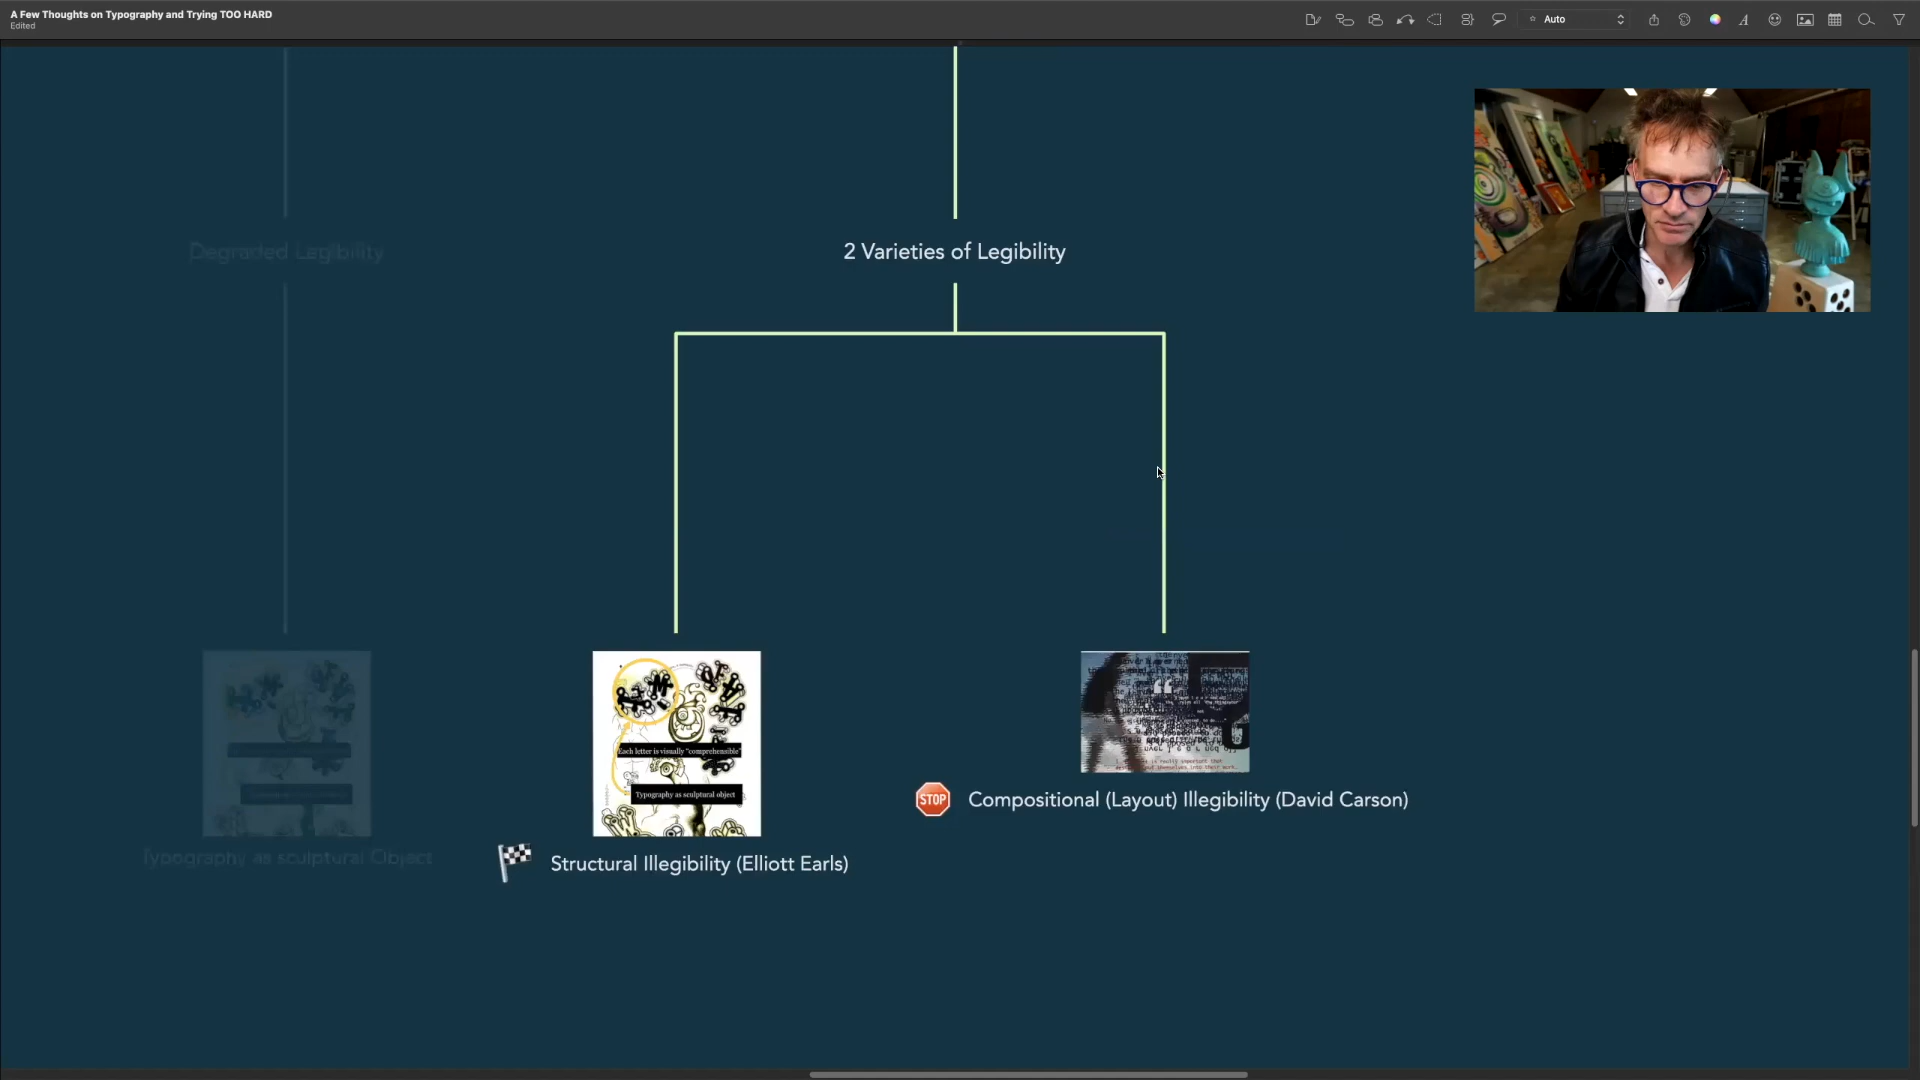 A Few Thoughts on Typography and Trying TOO HARD
Edited
Auto
Degraded Legibility
2 Varieties of Legibility
Each letter is visually "comprehensible"
Typography as sculptural object
STOP
Compositional (Layout) Illegibility (David Carson)
Typography as sculptural Object
Structural Illegibility (Elliott Earls)